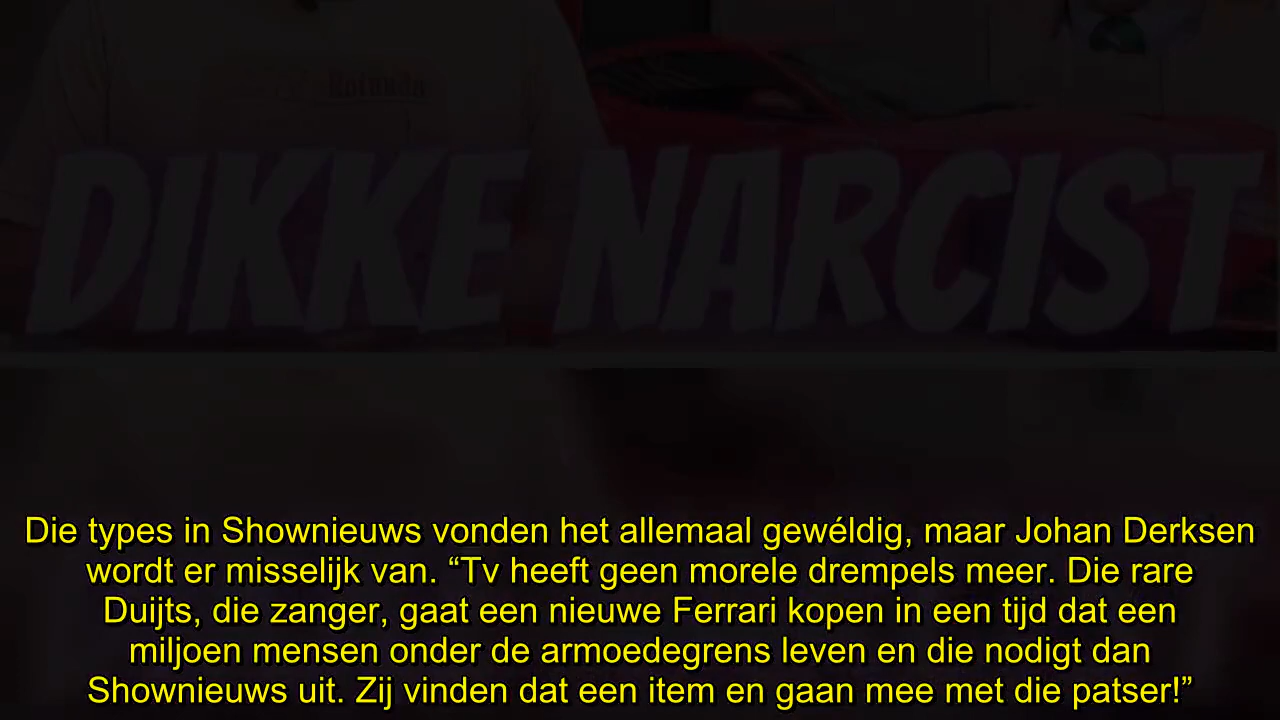 DIKKE NARCIST
Die types in Shownieuws vonden het allemaal gewéldig, maar Johan Derksen
wordt er misselijk van. “Tv heeft geen morele drempels meer. Die rare
Duijts, die zanger, gaat een nieuwe Ferrari kopen in een tijd dat een
miljoen mensen onder de armoedegrens leven en die nodigt dan
Shownieuws uit. Zij vinden dat een item en gaan mee met die patser!”